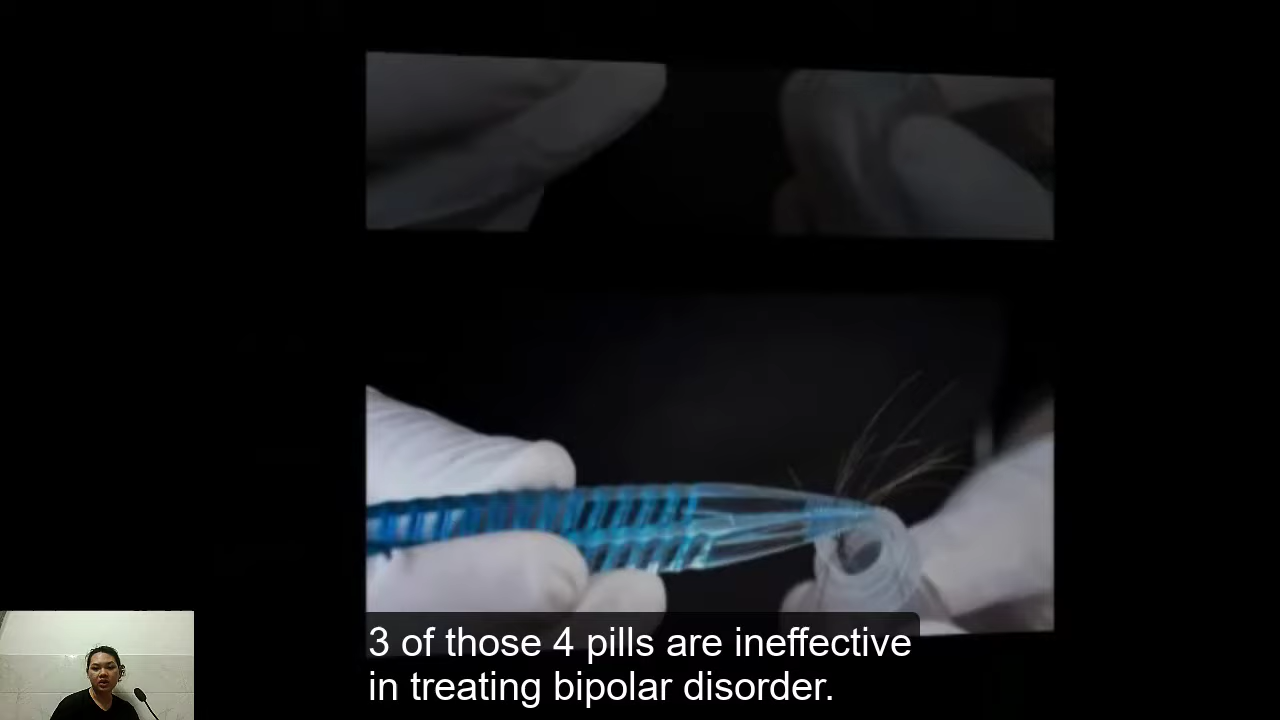 3 of those 4 pills are ineffective
in treating bipolar disorder.